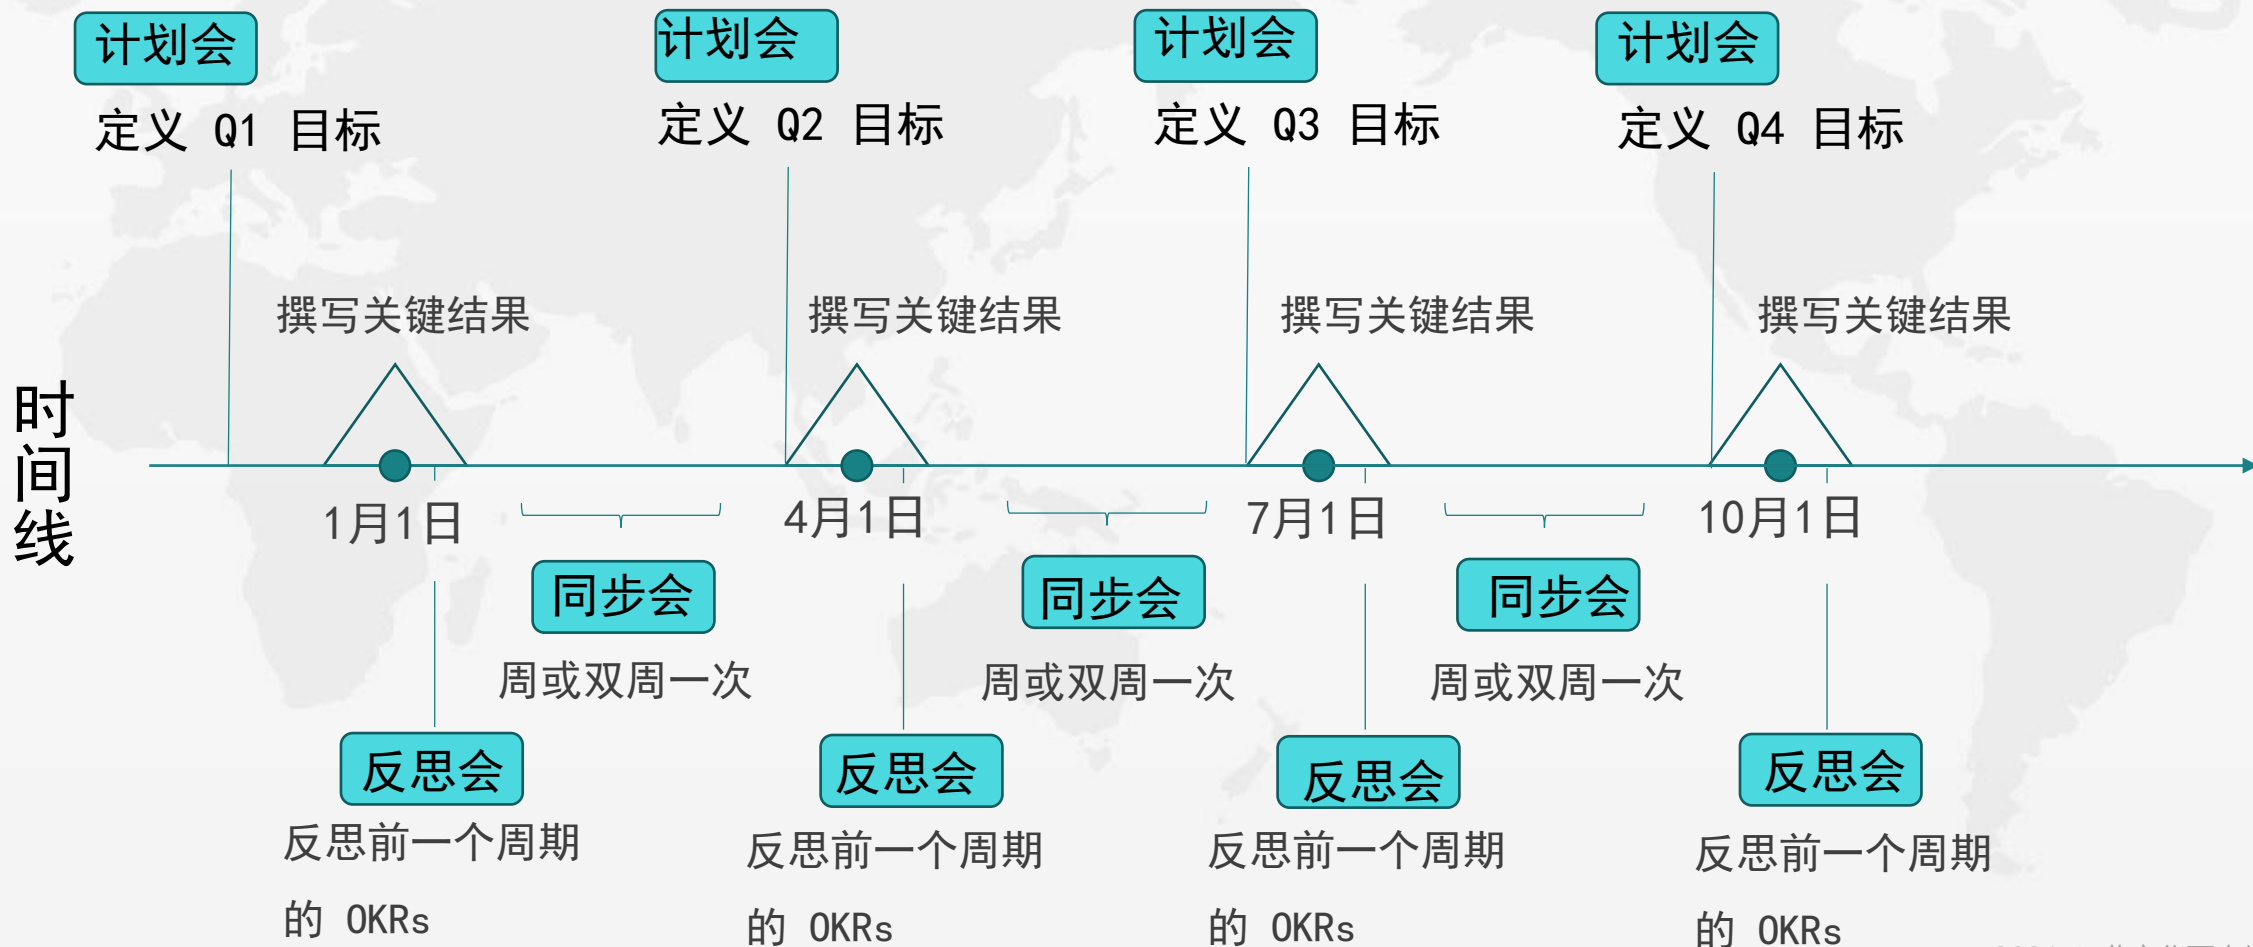 计划会
计划会
计划会
计划会
定义 Q1 目标
定义 Q2 目标
定义 Q3 目标
定义 Q4 目标
撰写关键结果
撰写关键结果
撰写关键结果
撰写关键结果
时间线
1月1日
4月1日
7月1日
10月1日
同步会
同步会
同步会
周或双周一次
周或双周一次
周或双周一次
反思会
反思会
反思会
反思会
反思前一个周期
的 OKRs
反思前一个周期
的 OKRs
反思前一个周期
的 OKRs
反思前一个周期
的 OKRs